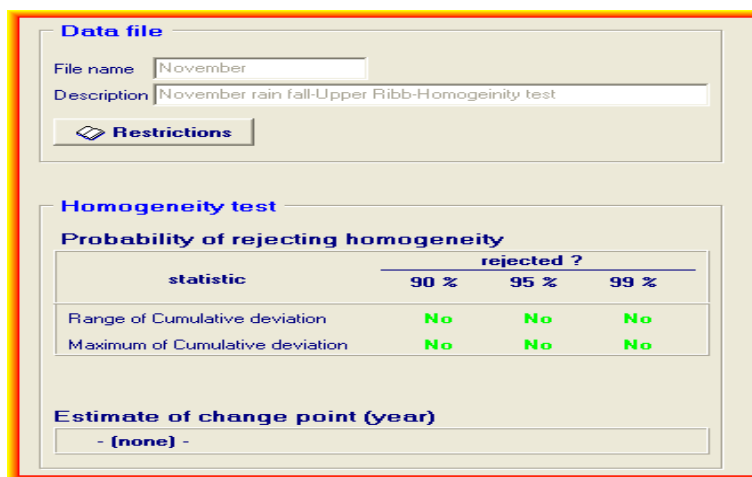 Data file
File name November
Description November rain fall-Upper Ribb-Homogeinity test
Restrictions
Homogeneity test
Probability of rejecting homogeneity
rejected ?
statistic 90 % 95 % 99 %
Range of Cumulative deviation No No No
Maximum of Cumulative deviation No No No
Estimate of change point (year)
- (none) -